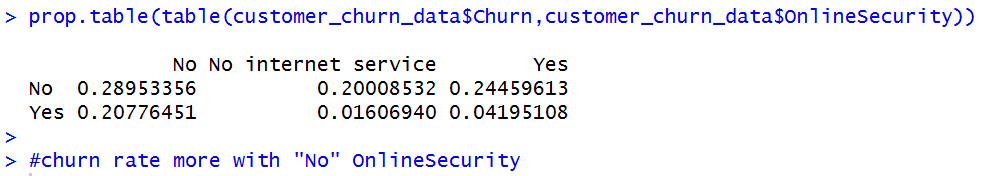 > prop.table(table(customer_churn_data$Churn,customer_churn_data$OnlineSecurity))
No No internet service Yes
No 0.28953356 0.20008532 0.24459613
Yes 0.20776451 0.01606940 0.04195108
>
> #churn rate more with "No" OnlineSecurity